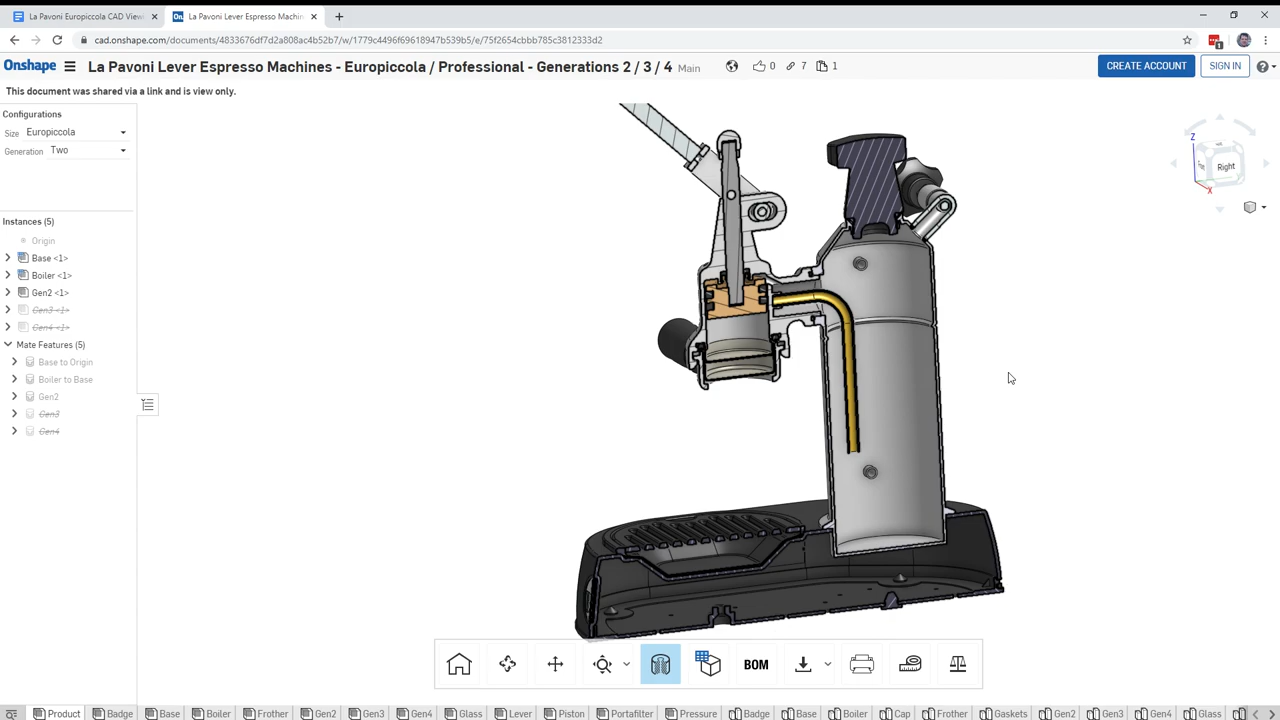 La Pavoni Europiccola CAD View
La Pavoni Lever Espresso Machin
cad.onshape.com/documents/4833676df7d2a808ac4b52b7/w/1779c4496f69618947b539b5/e/75f2654cbbb785c3812333d2
1
Onshape La Pavoni Lever Espresso Machines - Europiccola / Professional - Generations 2 / 3 / 4 Main 0 7 1 CREATE ACCOUNT SIGN IN
This document was shared via a link and is view only.
Configurations
Size Europiccola
Generation Two
Instances (5)
Origin
Base <1>
Boiler <1>
Gen2 <1>
Gen3 <1>
Gen4 <1>
Mate Features (5)
Base to Origin
Boiler to Base
Gen2
Gen3
Gen4
Z
Right
X
BOM
Product Badge Base Boiler Frother Gen2 Gen3 Gen4 Glass Lever Piston Portafilter Pressure Badge Base Boiler Cap Frother Gaskets Gen2 Gen3 Gen4 Glass